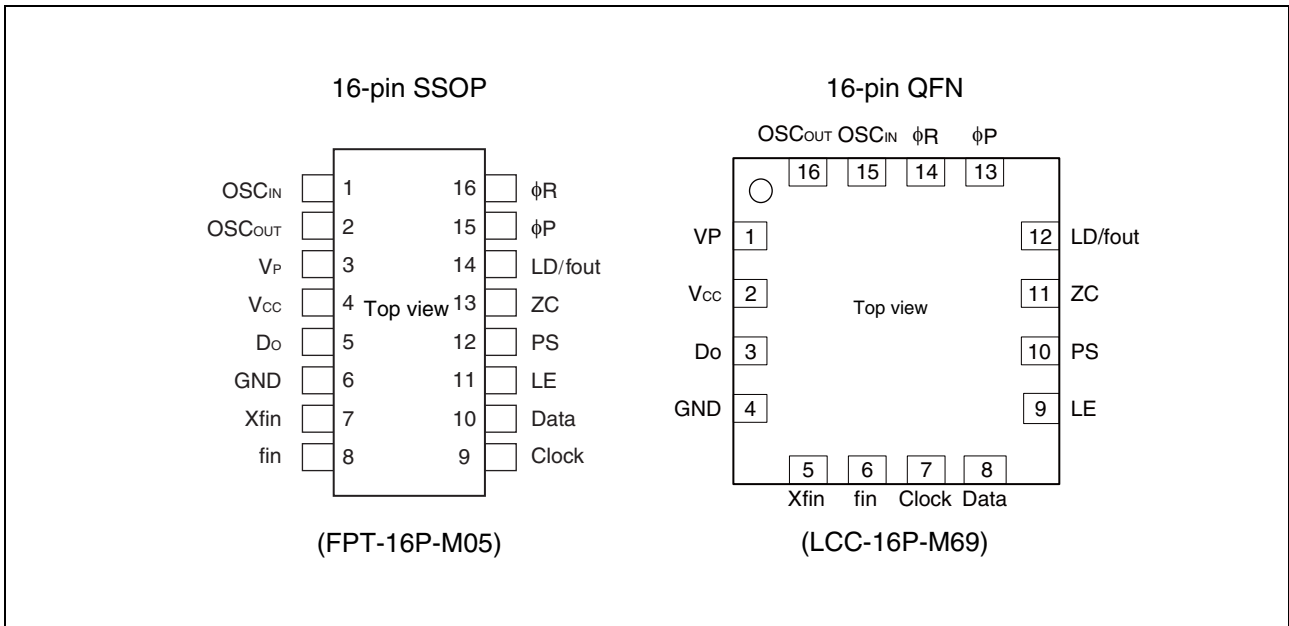 16-pin SSOP
OSCIN 1 16 φR
OSCOUT 2 15 φP
VP 3 14 LD/fout
VCC 4 Top view 13 ZC
Do 5 12 PS
GND 6 11 LE
Xfin 7 10 Data
fin 8 9 Clock
(FPT-16P-M05)
16-pin QFN
OSCOUT OSCIN φR φP
16 15 14 13
VP 1 12 LD/fout
VCC 2 Top view 11 ZC
Do 3 10 PS
GND 4 9 LE
5 6 7 8
Xfin fin Clock Data
(LCC-16P-M69)